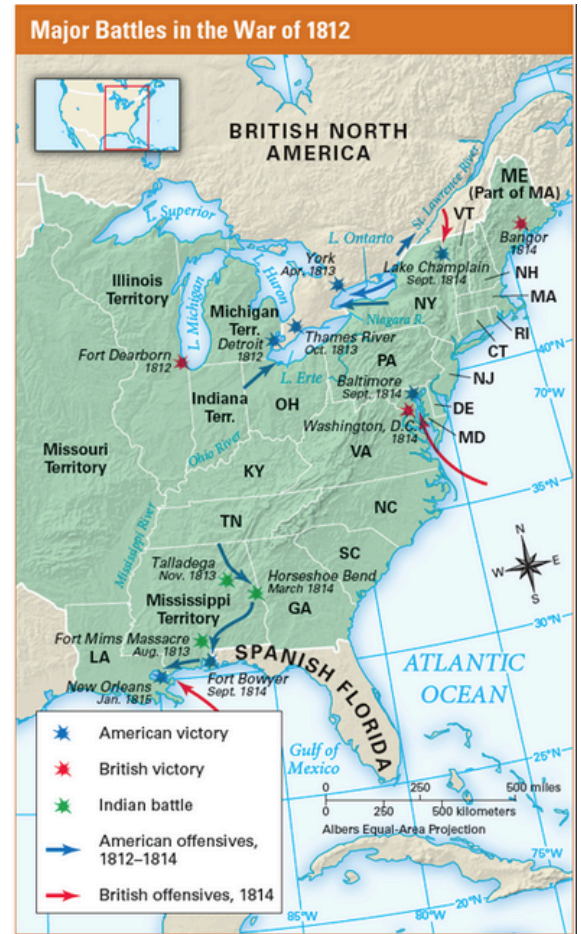 Major Battles in the War of 1812
BRITISH NORTH
AMERICA
St. Lawrence River
ME
(Part of MA)
VT
L. Superior
L. Ontario
Bangor
1814
York
Apr. 1813
Lake Champlain
Sept. 1814
L. Huron
NH
Illinois
Territory
L. Michigan
Michigan
Terr.
NY
MA
Niagara R.
Detroit
1812
Thames River
Oct. 1813
RI
CT
Fort Dearborn
1812
PA
40°N
L. Erie
NJ
70°W
Indiana
Terr.
OH
Baltimore
Sept. 1814
DE
Washington, D.C.
1814
MD
Missouri
Territory
Ohio River
VA
KY
35°N
Mississippi River
NC
TN
N
W
E
S
SC
Talladega
Nov. 1813
Horseshoe Bend
March 1814
Mississippi
Territory
GA
30°N
Fort Mims Massacre
Aug. 1813
LA
SPANISH FLORIDA
ATLANTIC
OCEAN
New Orleans
Jan. 1815
Fort Bowyer
Sept. 1814
Gulf of
Mexico
25°N
American victory
British victory
Indian battle
American offensives,
1812–1814
British offensives, 1814
0 250 500 miles
0 250 500 kilometers
Albers Equal-Area Projection
75°W
20°N
85°W
80°W